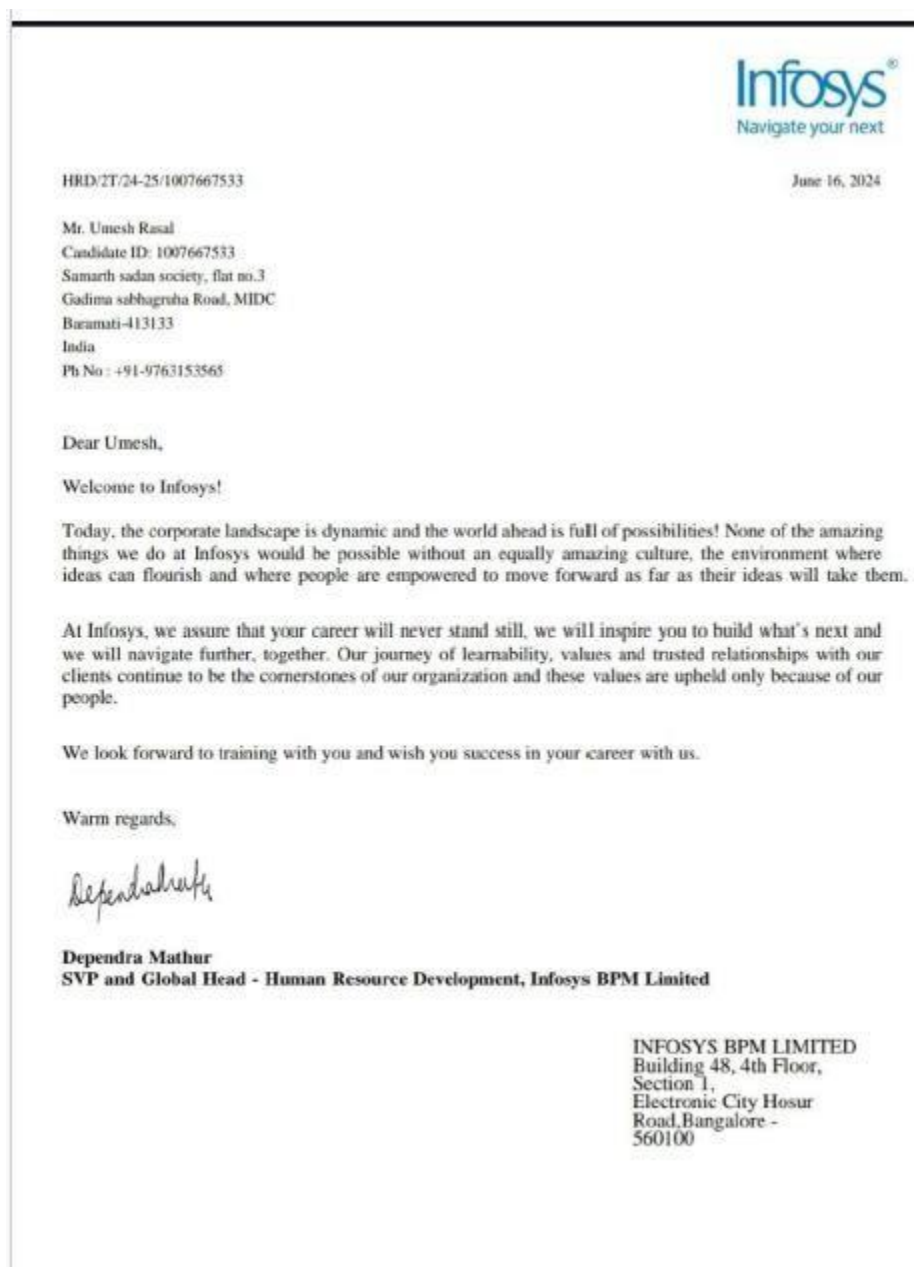 Infosys®
Navigate your next
HRD/2T/24-25/1007667533
June 16, 2024
Mr. Umesh Rasal
Candidate ID: 1007667533
Samarth sadan society, flat no.3
Gadima sabhagruha Road, MIDC
Baramati-413133
India
Ph No : +91-9763153565
Dear Umesh,
Welcome to Infosys!
Today, the corporate landscape is dynamic and the world ahead is full of possibilities! None of the amazing
things we do at Infosys would be possible without an equally amazing culture, the environment where
ideas can flourish and where people are empowered to move forward as far as their ideas will take them.
At Infosys, we assure that your career will never stand still, we will inspire you to build what's next and
we will navigate further, together. Our journey of learnability, values and trusted relationships with our
clients continue to be the cornerstones of our organization and these values are upheld only because of our
people.
We look forward to training with you and wish you success in your career with us.
Warm regards,
Dependra Mathur
SVP and Global Head - Human Resource Development, Infosys BPM Limited
INFOSYS BPM LIMITED
Building 48, 4th Floor,
Section 1,
Electronic City Hosur
Road,Bangalore -
560100